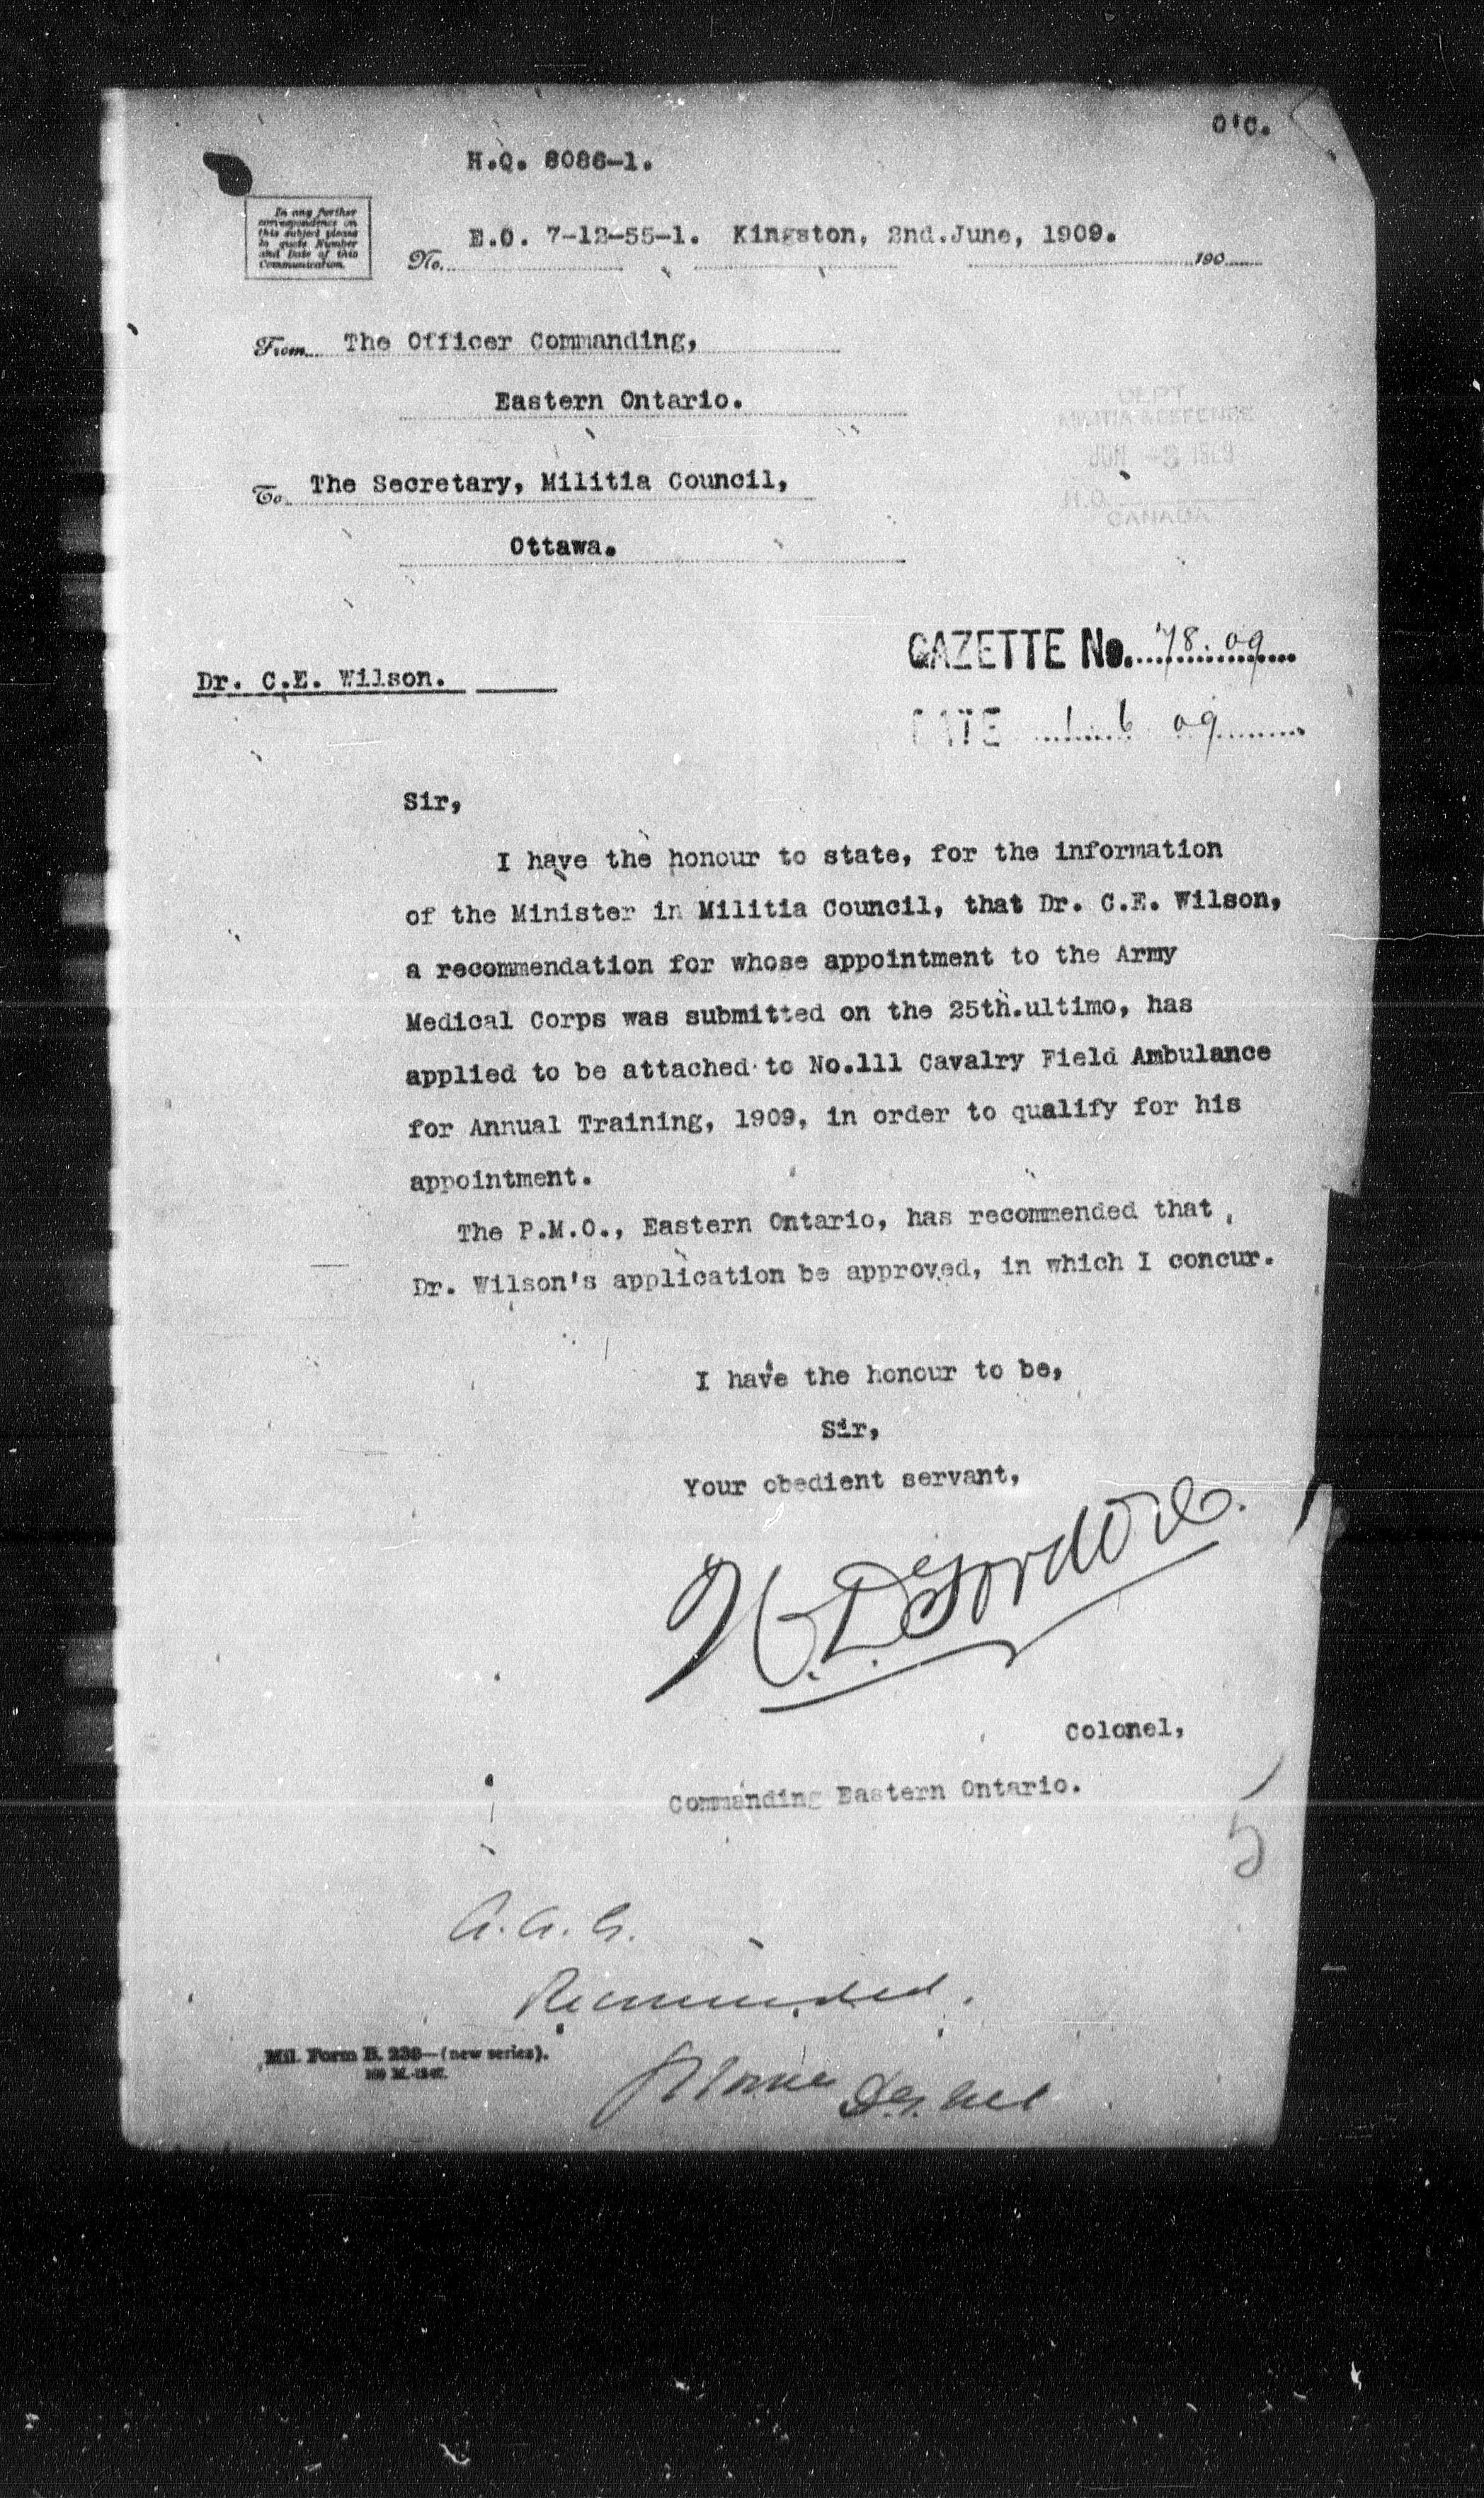 O'C.
H.Q. 8086-1.
In any further
correspondence on
this subject please
to quote Number
and Date of this
Communication.
E.O. 7-12-55-1. Kingston, 2nd.June, 1909.
No. 190
From The Officer Commanding,
Eastern Ontario.
DEPT
MILITIA & DEFENCE
JUN -3 1909
H.Q.
CANADA
To The Secretary, Militia Council,
Ottawa.
GAZETTE No. 78.09
Dr. C.E. Wilson.
DATE 1 6 09
Sir,
I have the honour to state, for the information
of the Minister in Militia Council, that Dr. C.E. Wilson,
a recommendation for whose appointment to the Army
Medical Corps was submitted on the 25th.ultimo, has
applied to be attached to No.111 Cavalry Field Ambulance
for Annual Training, 1909, in order to qualify for his
appointment.
The P.M.O., Eastern Ontario, has recommended that
Dr. Wilson's application be approved, in which I concur.
I have the honour to be,
Sir,
Your obedient servant,
Colonel,
Commanding Eastern Ontario.
5
A.A.G.
Recommended.
Mil. Form B. 238—(new series).